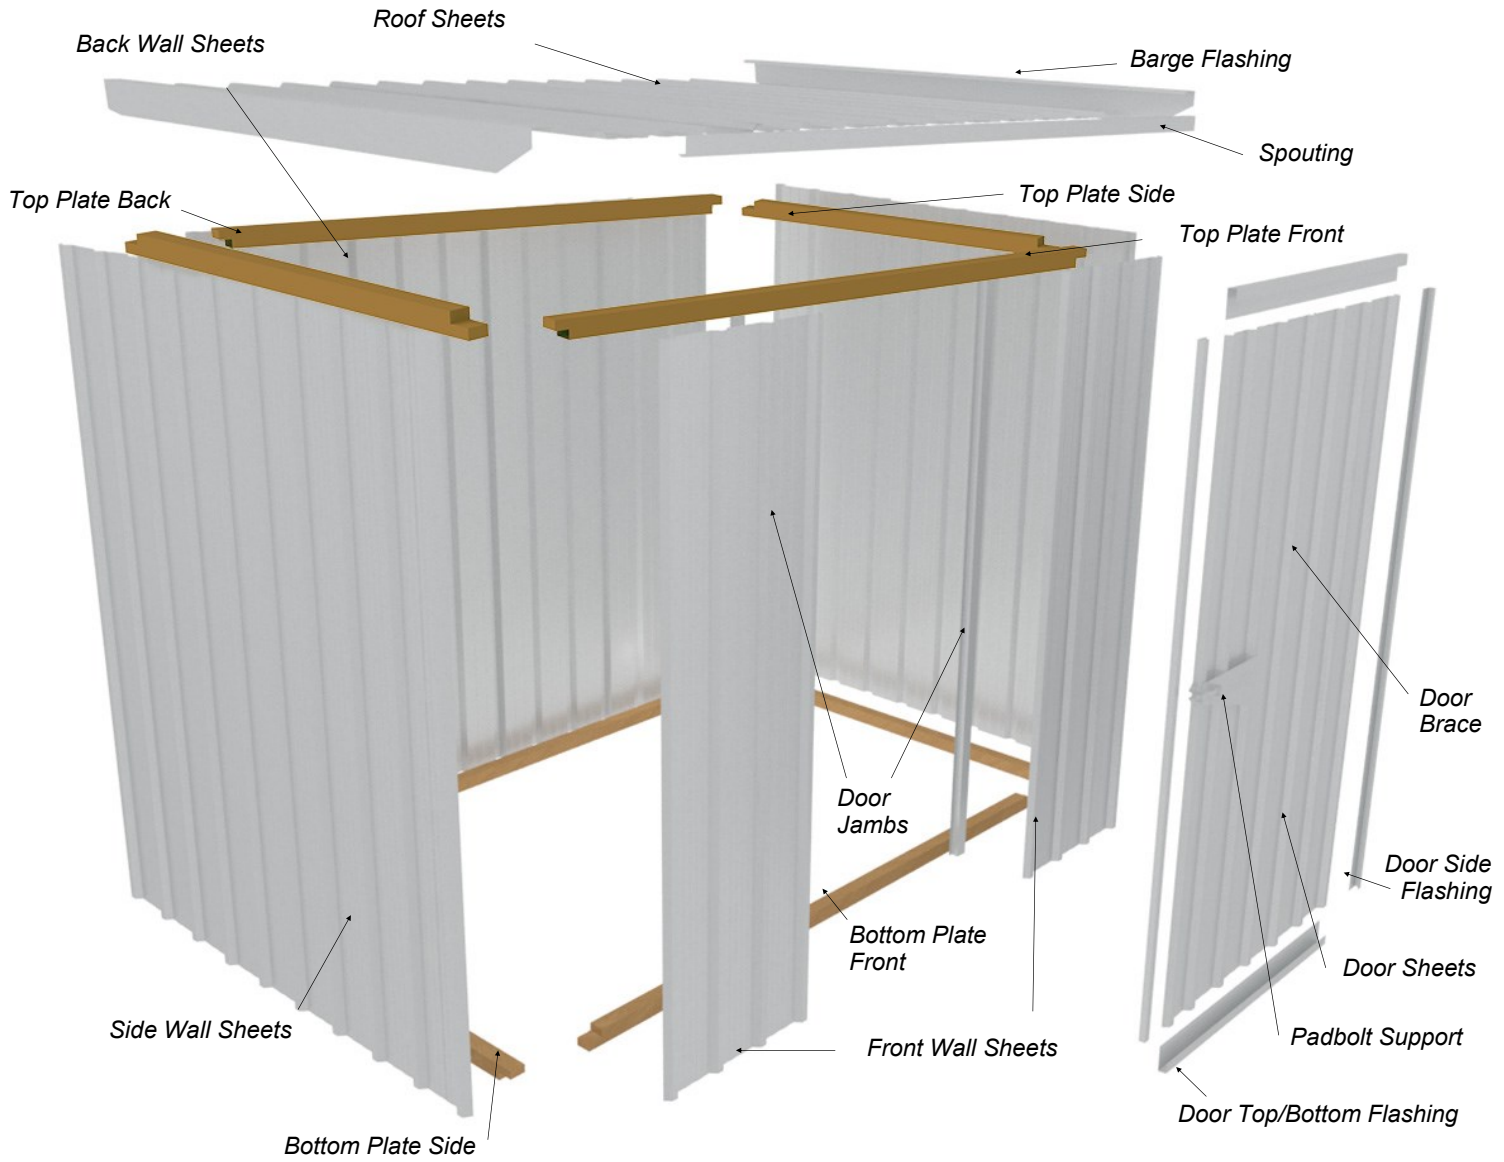 Roof Sheets
Back Wall Sheets
Barge Flashing
Spouting
Top Plate Back
Top Plate Side
Top Plate Front
Door
Brace
Door
Jambs
Door Side
Flashing
Bottom Plate
Front
Door Sheets
Side Wall Sheets
Front Wall Sheets
Padbolt Support
Door Top/Bottom Flashing
Bottom Plate Side